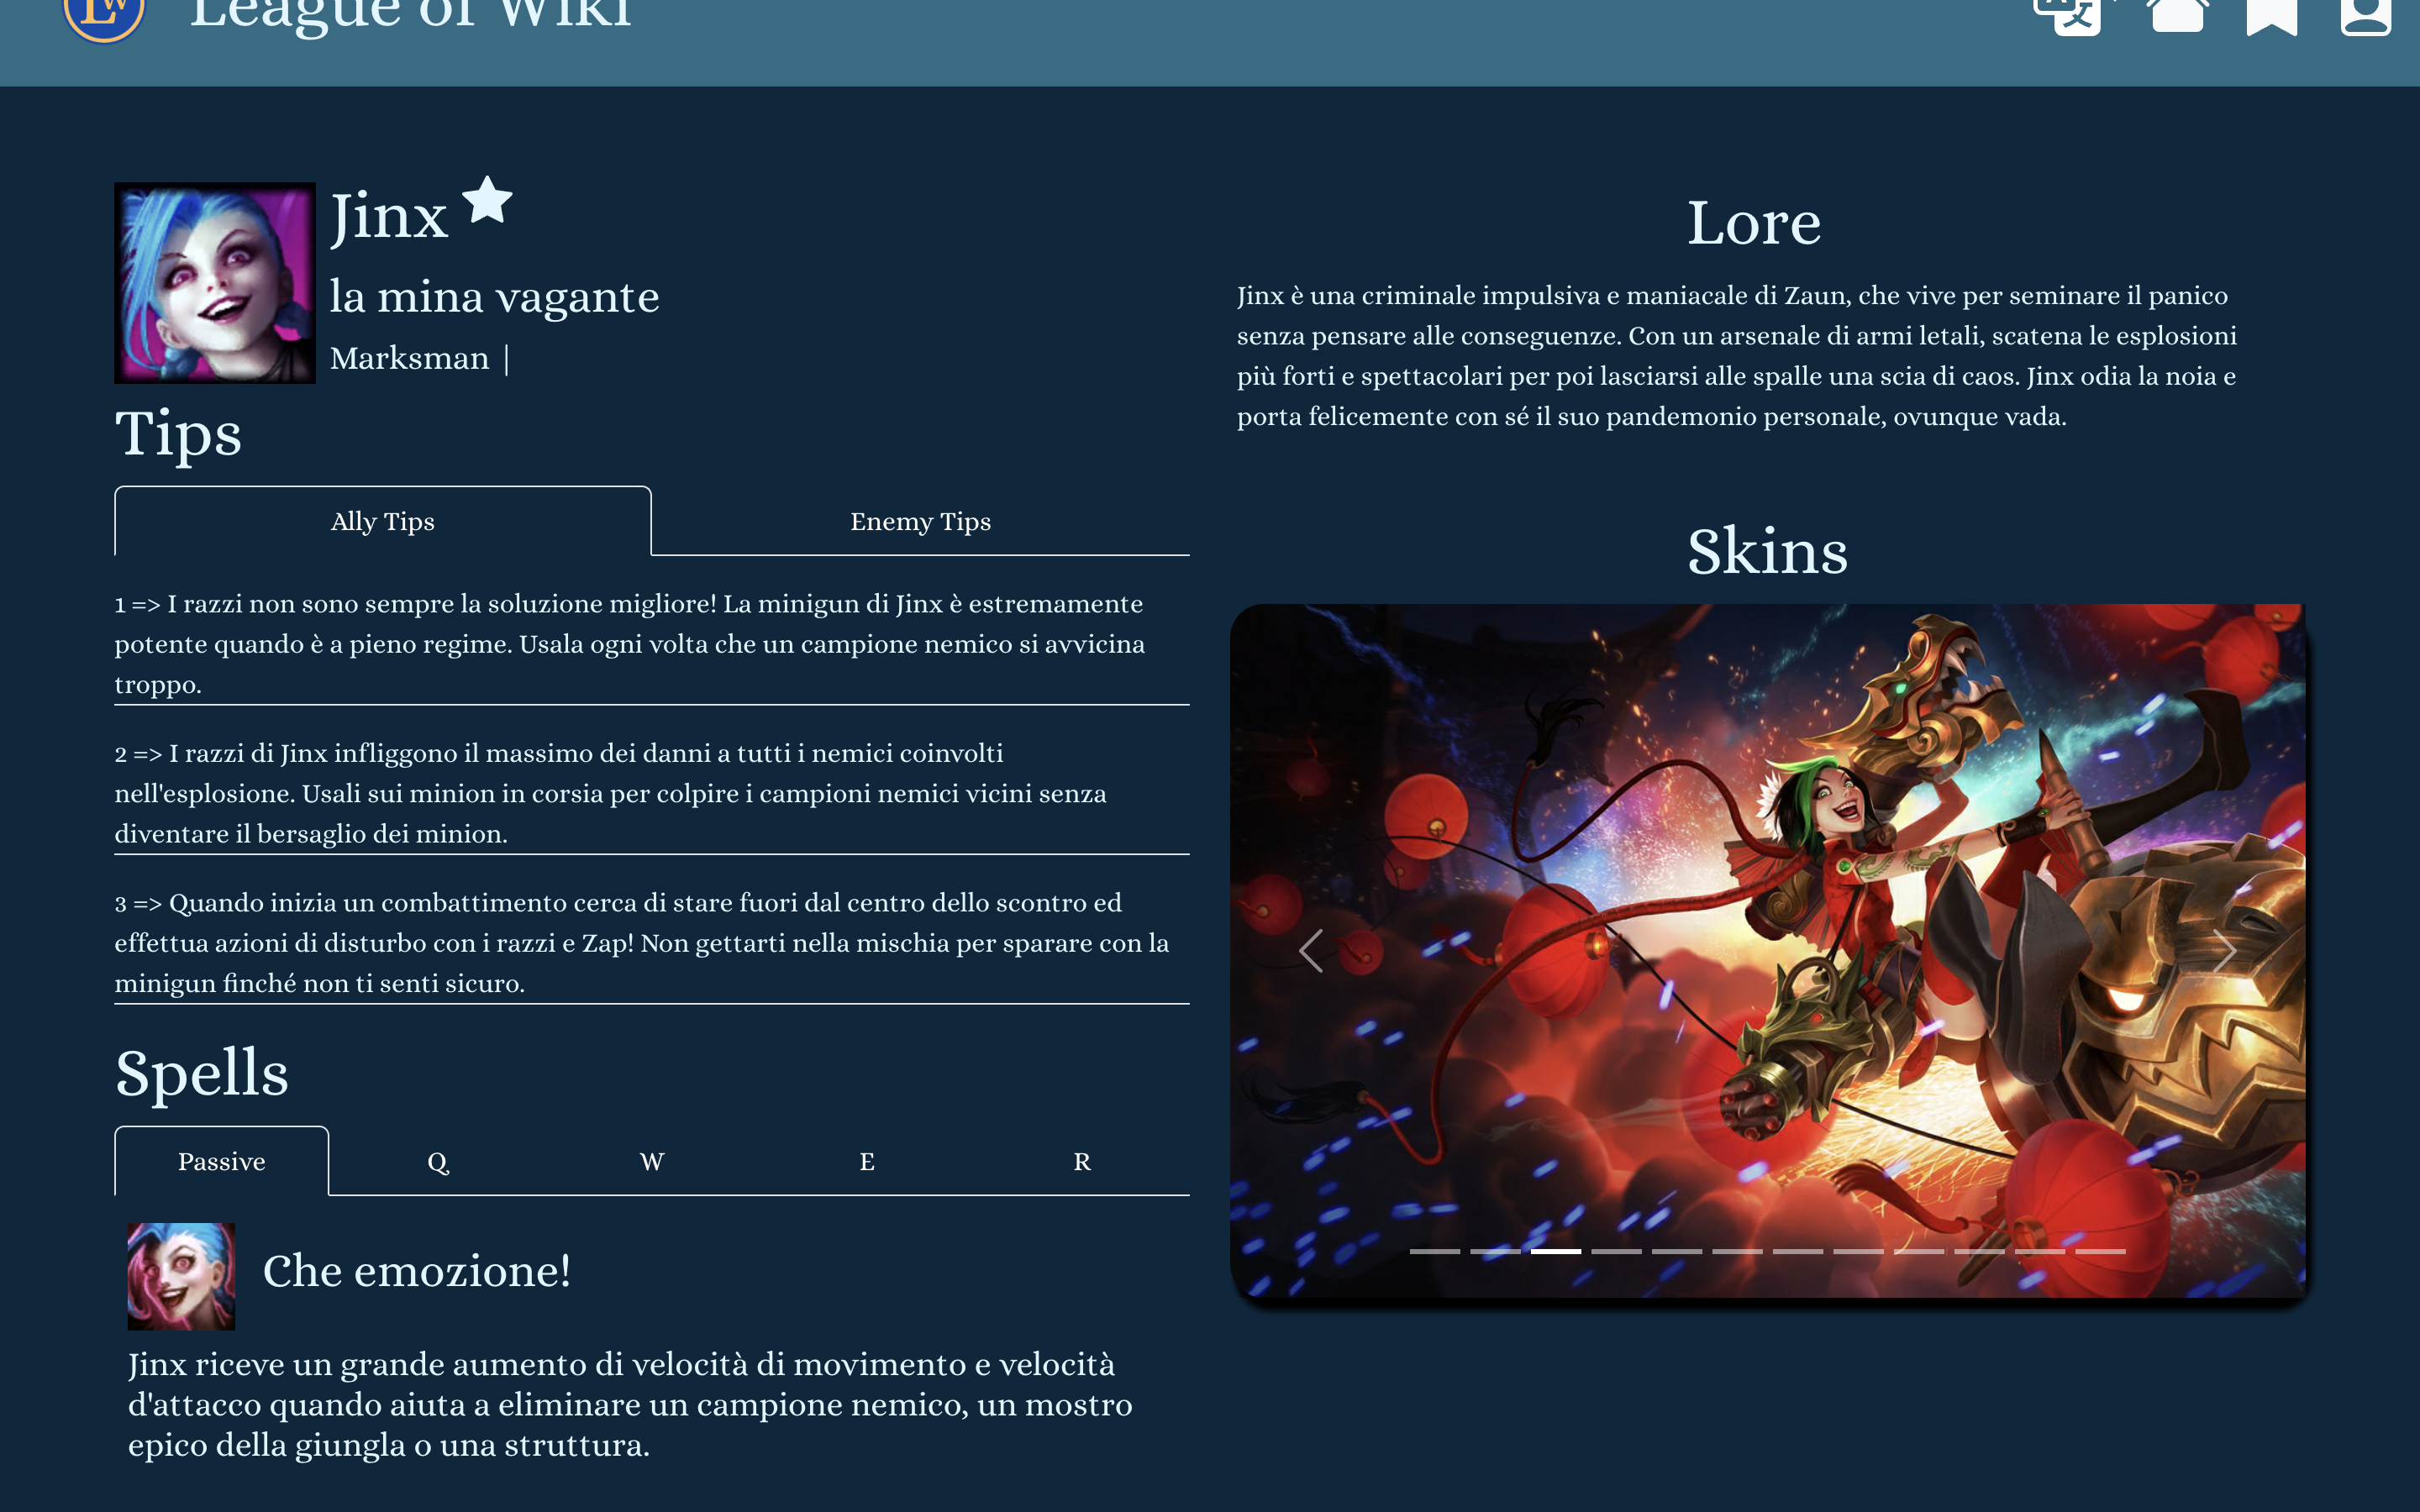 LW
League of Wiki
Jinx
la mina vagante
Marksman |
Tips
Ally Tips
Enemy Tips
1 => I razzi non sono sempre la soluzione migliore! La minigun di Jinx è estremamente
potente quando è a pieno regime. Usala ogni volta che un campione nemico si avvicina
troppo.
2 => I razzi di Jinx infliggono il massimo dei danni a tutti i nemici coinvolti
nell'esplosione. Usali sui minion in corsia per colpire i campioni nemici vicini senza
diventare il bersaglio dei minion.
3 => Quando inizia un combattimento cerca di stare fuori dal centro dello scontro ed
effettua azioni di disturbo con i razzi e Zap! Non gettarti nella mischia per sparare con la
minigun finché non ti senti sicuro.
Spells
Passive
Q
W
E
R
Che emozione!
Jinx riceve un grande aumento di velocità di movimento e velocità
d'attacco quando aiuta a eliminare un campione nemico, un mostro
epico della giungla o una struttura.
Lore
Jinx è una criminale impulsiva e maniacale di Zaun, che vive per seminare il panico
senza pensare alle conseguenze. Con un arsenale di armi letali, scatena le esplosioni
più forti e spettacolari per poi lasciarsi alle spalle una scia di caos. Jinx odia la noia e
porta felicemente con sé il suo pandemonio personale, ovunque vada.
Skins